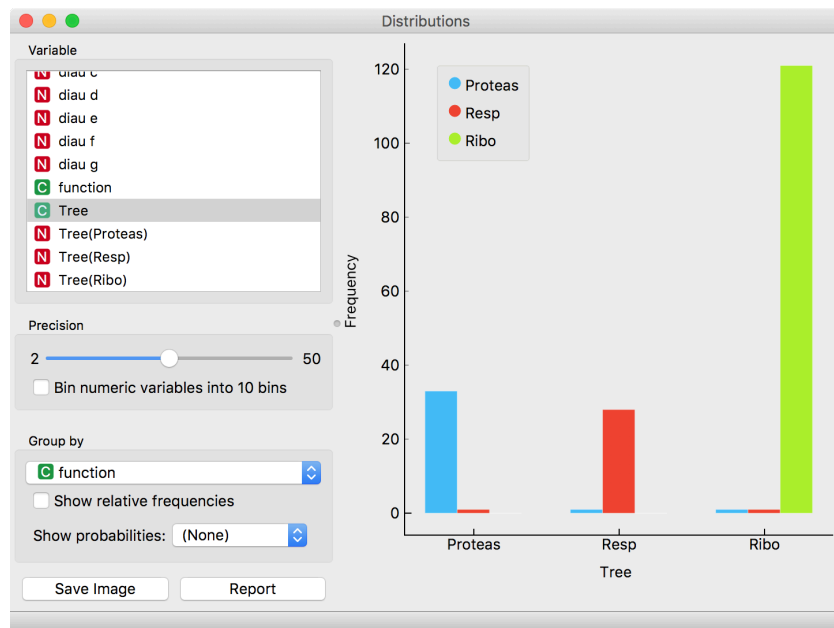 Distributions
Variable
N diau c
N diau d
N diau e
N diau f
N diau g
C function
C Tree
N Tree(Proteas)
N Tree(Resp)
N Tree(Ribo)
Precision
2 50
Bin numeric variables into 10 bins
Group by
C function
Show relative frequencies
Show probabilities: (None)
Save Image Report
Proteas
Resp
Ribo
120
100
80
60
40
20
0
Frequency
Proteas Resp Ribo
Tree